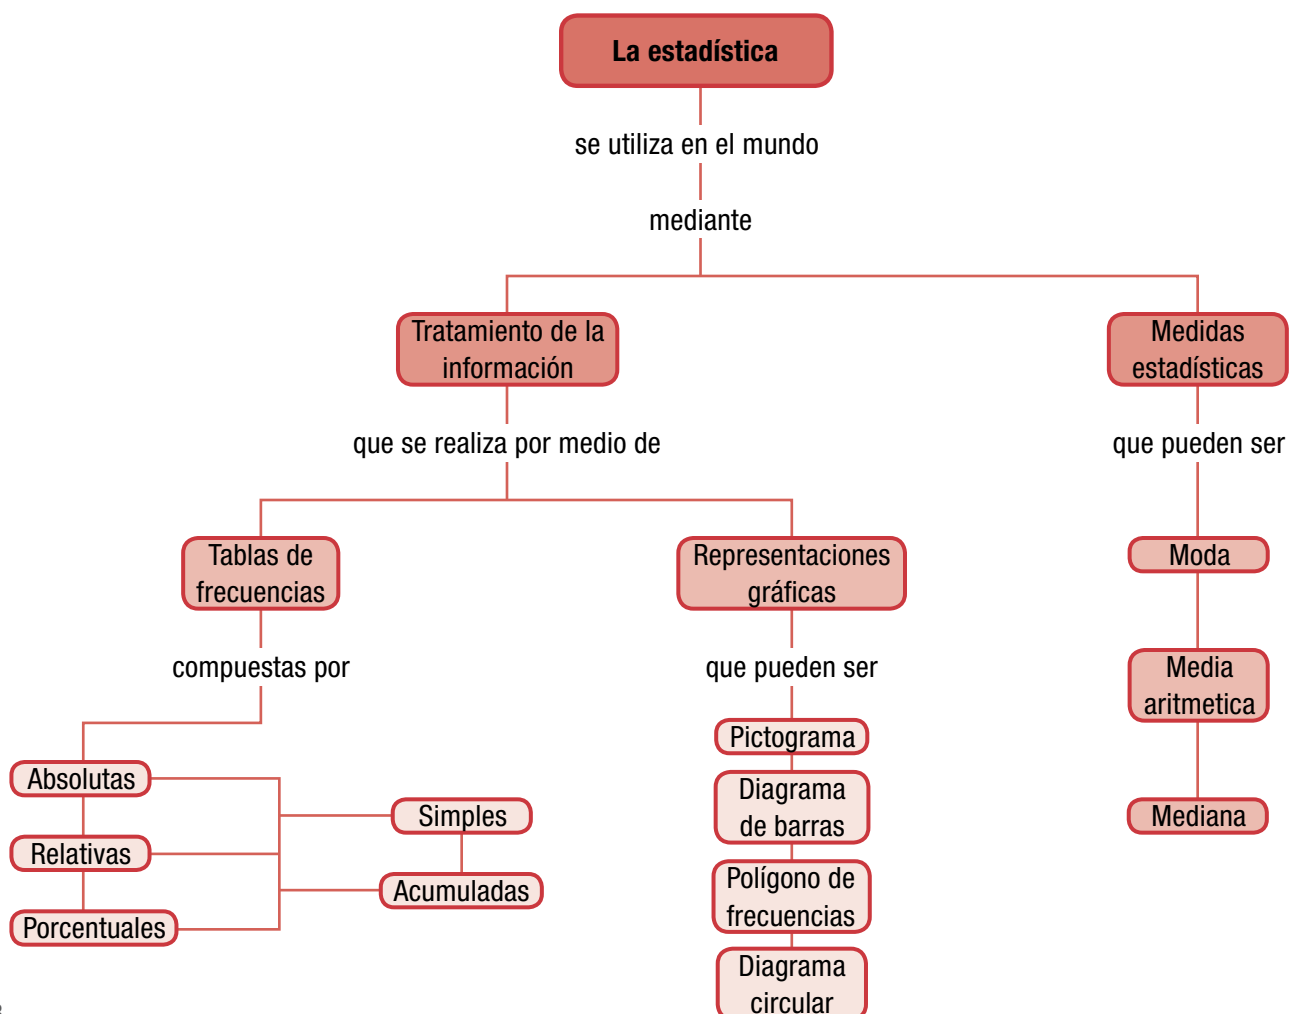 La estadística
se utiliza en el mundo
mediante
Tratamiento de la
información
Medidas
estadísticas
que se realiza por medio de
que pueden ser
Tablas de
frecuencias
Representaciones
gráficas
Moda
compuestas por
que pueden ser
Media
aritmetica
Pictograma
Absolutas
Diagrama
de barras
Simples
Mediana
Relativas
Polígono de
frecuencias
Acumuladas
Porcentuales
Diagrama
circular